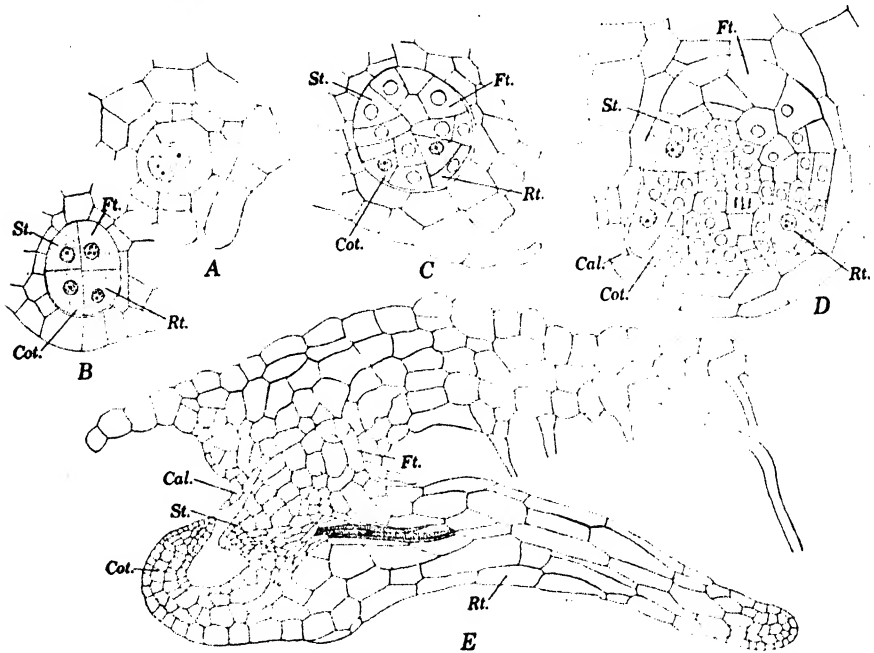 Ft.
St.
Ft.
St.
Rt.
Cot.
C
A
Ft.
St.
Rt.
Cot.
B
Cal.
Cot.
Rt.
D
Cal.
Ft.
St.
Cot.
Rt.
E